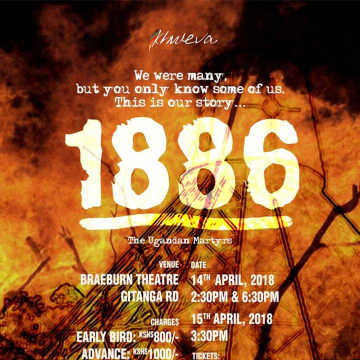 We were many,
but you only know some of us.
This is our story...
1886
The Ugandan Martyrs
VENUE
BRAEBURN THEATRE
GITANGA RD
DATE
14TH APRIL, 2018
2:30PM & 6:30PM
15TH APRIL, 2018
3:30PM
CHARGES
EARLY BIRD: KSHS800/-
ADVANCE: KSHS1000/-
TICKETS: